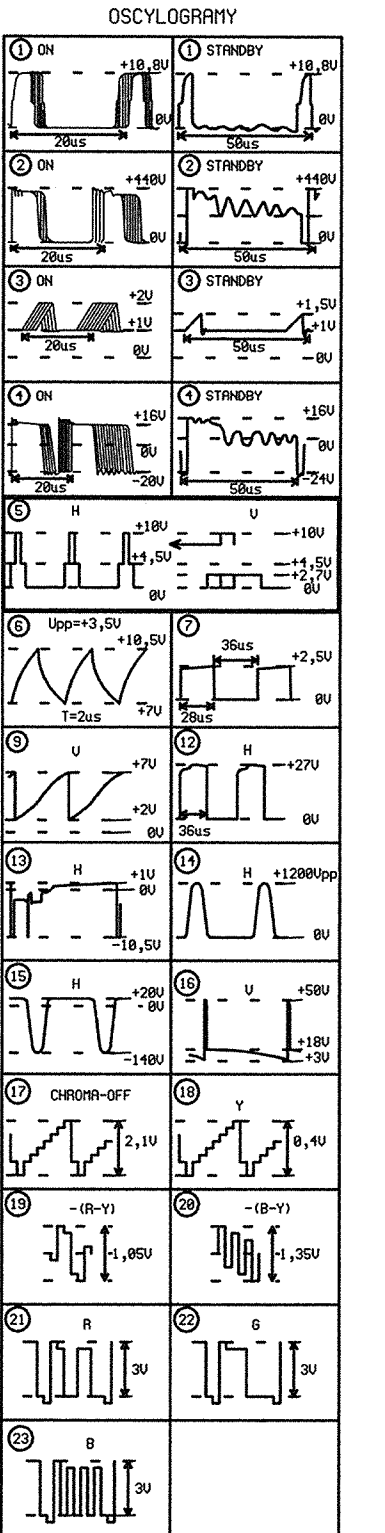 OSCYLOGRAMY
1 ON
+10,8V
0V
20us
1 STANDBY
+10,8V
0V
50us
2 ON
+440V
0V
20us
2 STANDBY
+440V
0V
50us
3 ON
+2V
+1V
20us
0V
3 STANDBY
+1,5V
+1V
50us
0V
4 ON
+16V
0V
20us
-20V
4 STANDBY
+16V
0V
50us
-24V
5 H
+10V
+4,5V
0V
V
+10V
+4,5V
+2,7V
0V
6 Upp=+3,5V
+10,5V
T=2us
+7V
7
36us
+2,5V
0V
28us
9 V
+7V
+2V
0V
12 H
+27V
0V
36us
13 H
+1V
0V
-10,5V
14 H +1200Vpp
0V
15 H
+20V
0V
-140V
16 V
+50V
+18V
+3V
17 CHROMA-OFF
2,1V
18 Y
0,4V
19 -(R-Y)
1,05V
20 -(B-Y)
1,35V
21 R
3V
22 G
3V
23 B
3V